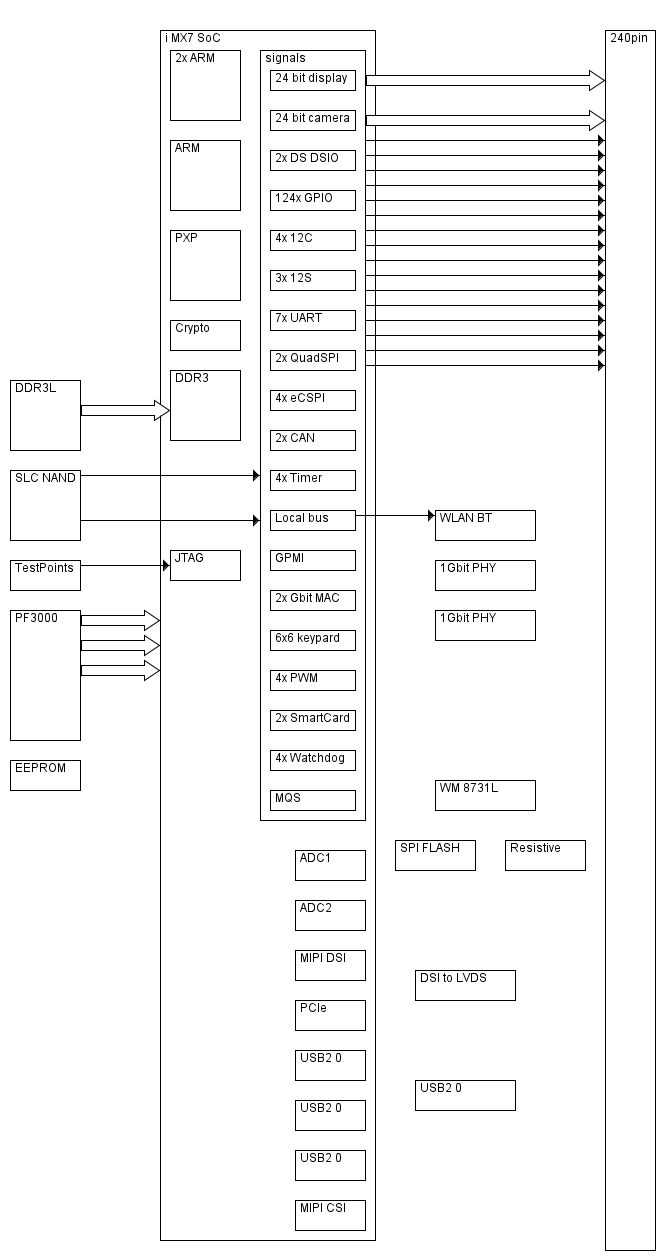 i MX7 SoC
240pin
2x ARM
signals
24 bit display
24 bit camera
ARM
2x DS DSIO
124x GPIO
PXP
4x 12C
3x 12S
Crypto
7x UART
2x QuadSPI
DDR3L
DDR3
4x eCSPI
2x CAN
SLC NAND
4x Timer
Local bus
WLAN BT
TestPoints
JTAG
GPMI
1Gbit PHY
2x Gbit MAC
PF3000
1Gbit PHY
6x6 keypard
4x PWM
2x SmartCard
EEPROM
4x Watchdog
WM 8731L
MQS
SPI FLASH
Resistive
ADC1
ADC2
MIPI DSI
DSI to LVDS
PCIe
USB2 0
USB2 0
USB2 0
USB2 0
MIPI CSI